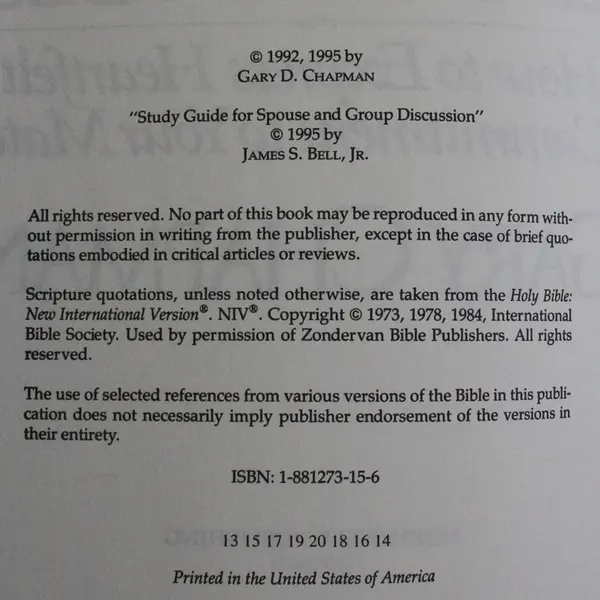 © 1992, 1995 by
GARY D. CHAPMAN
"Study Guide for Spouse and Group Discussion"
© 1995 by
JAMES S. BELL, JR.
All rights reserved. No part of this book may be reproduced in any form with-
out permission in writing from the publisher, except in the case of brief quo-
tations embodied in critical articles or reviews.
Scripture quotations, unless noted otherwise, are taken from the Holy Bible:
New International Version®. NIV®. Copyright © 1973, 1978, 1984, International
Bible Society. Used by permission of Zondervan Bible Publishers. All rights
reserved.
The use of selected references from various versions of the Bible in this publi-
cation does not necessarily imply publisher endorsement of the versions in
their entirety.
ISBN: 1-881273-15-6
13 15 17 19 20 18 16 14
Printed in the United States of America